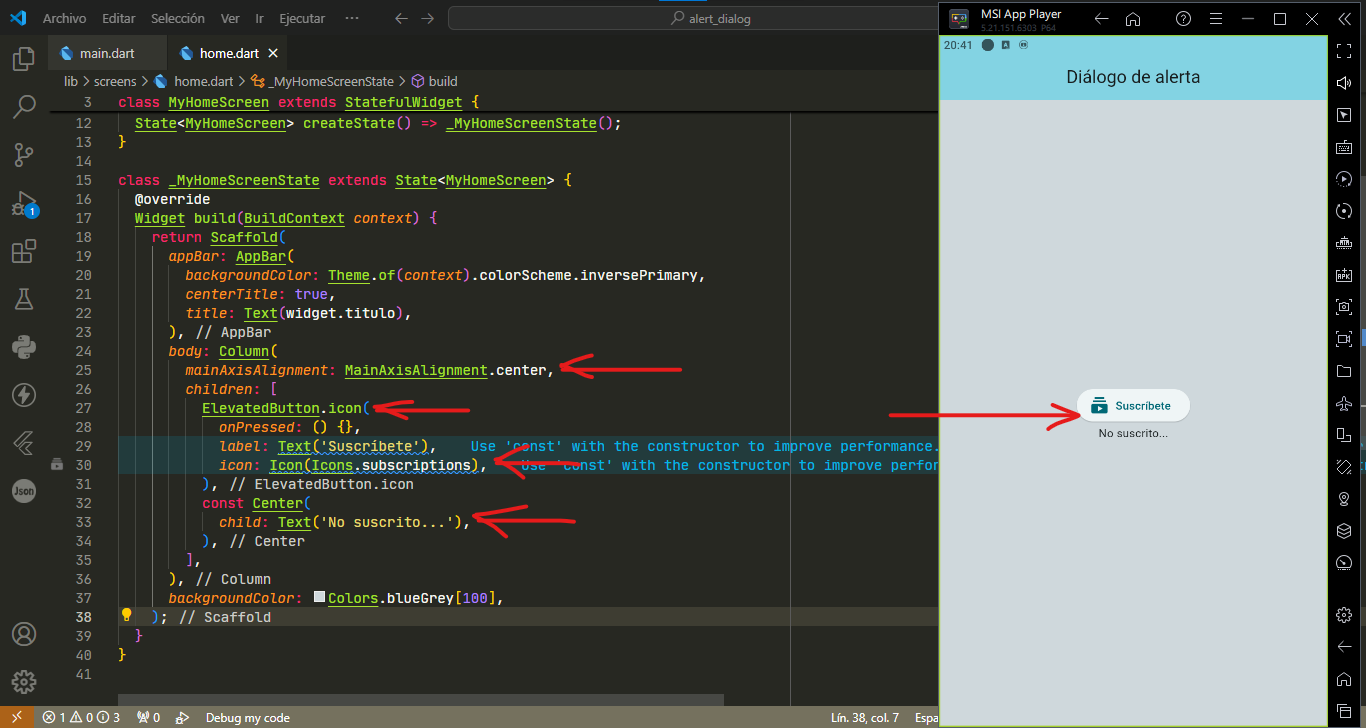 Archivo Editar Selección Ver Ir Ejecutar ···
alert_dialog
main.dart
home.dart
lib > screens > home.dart > _MyHomeScreenState > build
3 class MyHomeScreen extends StatefulWidget {
12 State<MyHomeScreen> createState() => _MyHomeScreenState();
13 }
14
15 class _MyHomeScreenState extends State<MyHomeScreen> {
16 @override
17 Widget build(BuildContext context) {
18 return Scaffold(
19 appBar: AppBar(
20 backgroundColor: Theme.of(context).colorScheme.inversePrimary,
21 centerTitle: true,
22 title: Text(widget.titulo),
23 ), // AppBar
24 body: Column(
25 mainAxisAlignment: MainAxisAlignment.center,
26 children: [
27 ElevatedButton.icon(
28 onPressed: () {},
29 label: Text('Suscríbete'), Use 'const' with the constructor to improve performance.
30 icon: Icon(Icons.subscriptions), Use 'const' with the constructor to improve perfor
31 ), // ElevatedButton.icon
32 const Center(
33 child: Text('No suscrito...'),
34 ), // Center
35 ],
36 ), // Column
37 backgroundColor: Colors.blueGrey[100],
38 ); // Scaffold
39 }
40 }
41
1
Json
1 0 3 0 Debug my code
Lín. 38, col. 7 Espa
MSI App Player
5.21.151.6303 P64
20:41
Diálogo de alerta
Suscríbete
No suscrito...
APK